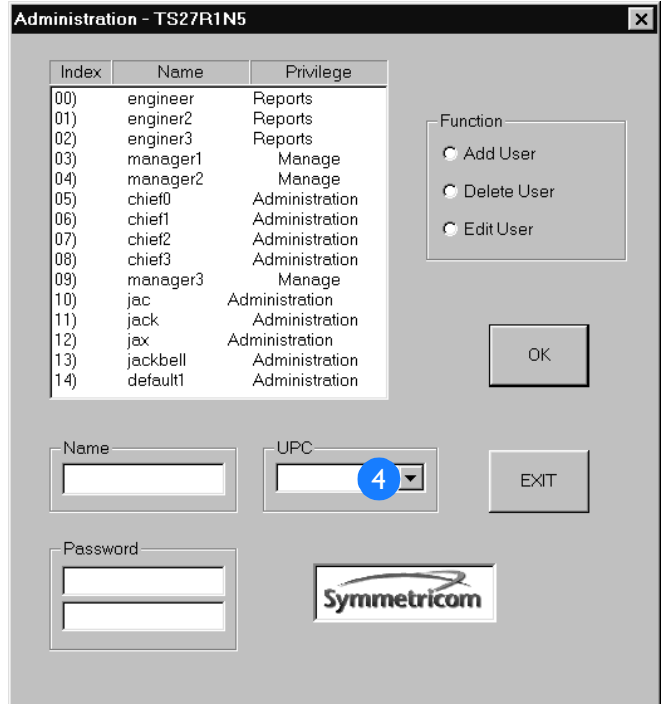 Administration - TS27R1N5
Index Name Privilege
00) engineer Reports
01) enginer2 Reports
02) enginer3 Reports
03) manager1 Manage
04) manager2 Manage
05) chief0 Administration
06) chief1 Administration
07) chief2 Administration
08) chief3 Administration
09) manager3 Manage
10) jac Administration
11) jack Administration
12) jax Administration
13) jackbell Administration
14) default1 Administration
Function
Add User
Delete User
Edit User
OK
Name
UPC
4
EXIT
Password
Symmetricom